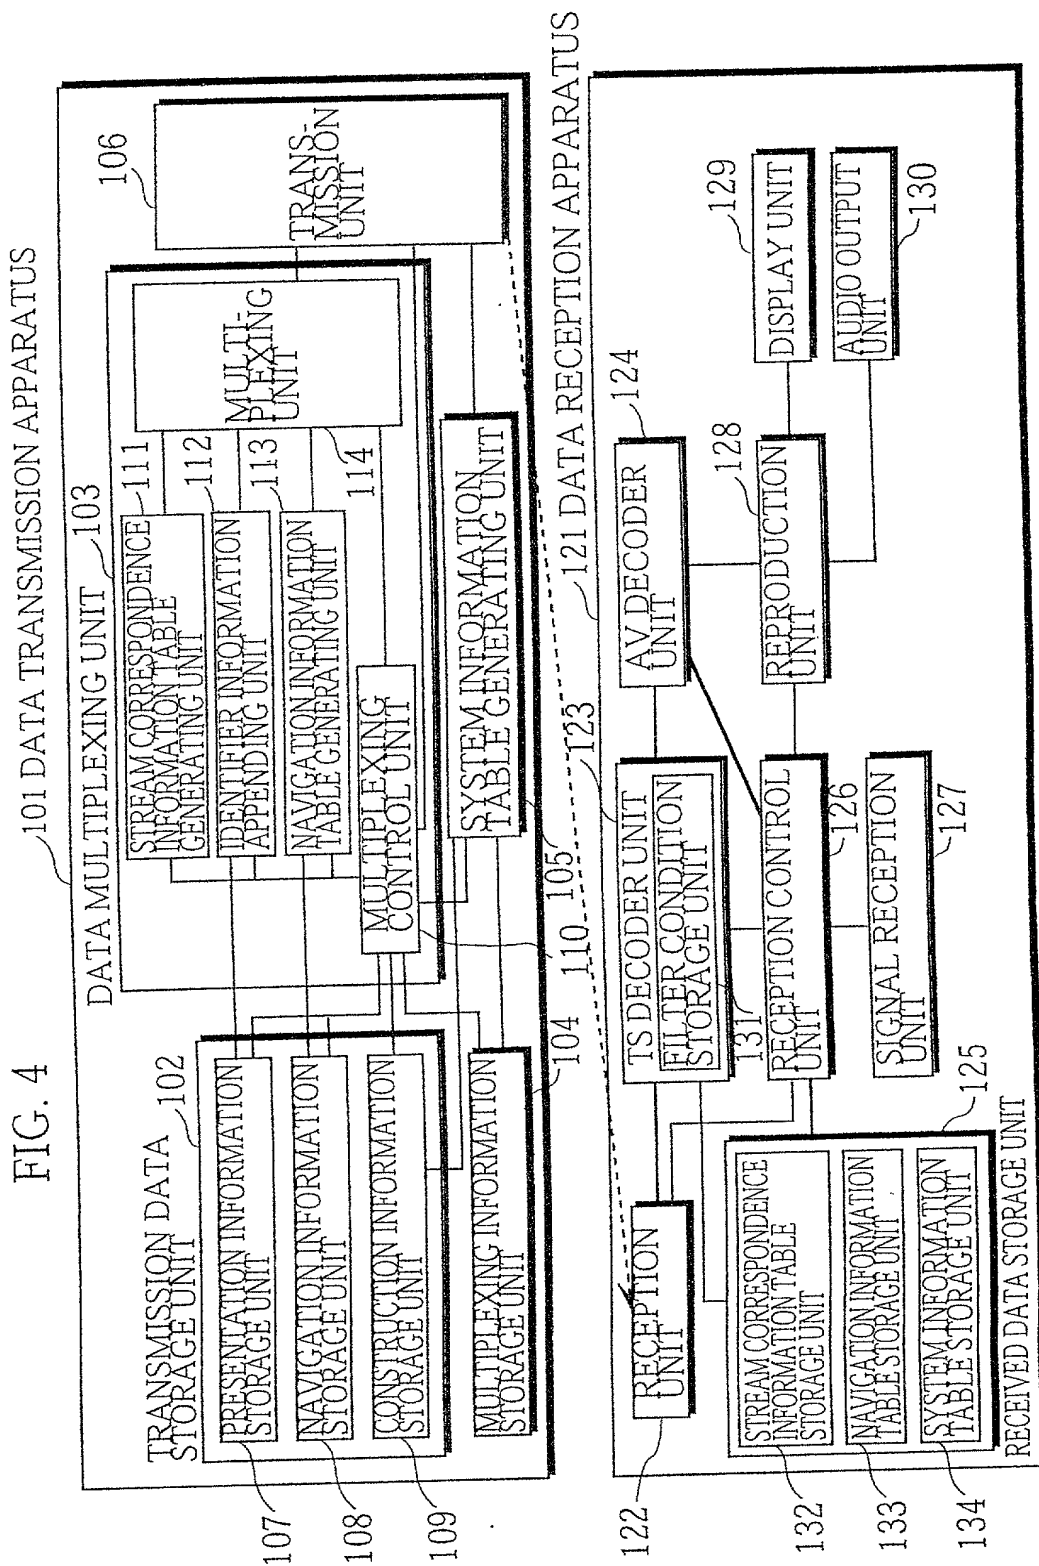 FIG. 4
101 DATA TRANSMISSION APPARATUS
TRANSMISSION DATA
STORAGE UNIT
102
PRESENTATION INFORMATION
STORAGE UNIT
107
NAVIGATION INFORMATION
STORAGE UNIT
108
CONSTRUCTION INFORMATION
STORAGE UNIT
109
MULTIPLEXING INFORMATION
STORAGE UNIT
104
DATA MULTIPLEXING UNIT
103
STREAM CORRESPONDENCE
INFORMATION TABLE
GENERATING UNIT
111
IDENTIFIER INFORMATION
APPENDING UNIT
112
NAVIGATION INFORMATION
TABLE GENERATING UNIT
113
MULTIPLEXING
CONTROL UNIT
110
MULTI-
PLEXING
UNIT
114
SYSTEM INFORMATION
TABLE GENERATING UNIT
105
TRANS-
MISSION
UNIT
106
121 DATA RECEPTION APPARATUS
RECEPTION
UNIT
122
TS DECODER UNIT
123
FILTER CONDITION
STORAGE UNIT
131
AV DECODER
UNIT
124
RECEPTION CONTROL
UNIT
126
SIGNAL RECEPTION
UNIT
127
REPRODUCTION
UNIT
128
DISPLAY UNIT
129
AUDIO OUTPUT
UNIT
130
STREAM CORRESPONDENCE
INFORMATION TABLE
STORAGE UNIT
132
NAVIGATION INFORMATION
TABLE STORAGE UNIT
133
SYSTEM INFORMATION
TABLE STORAGE UNIT
134
125
RECEIVED DATA STORAGE UNIT